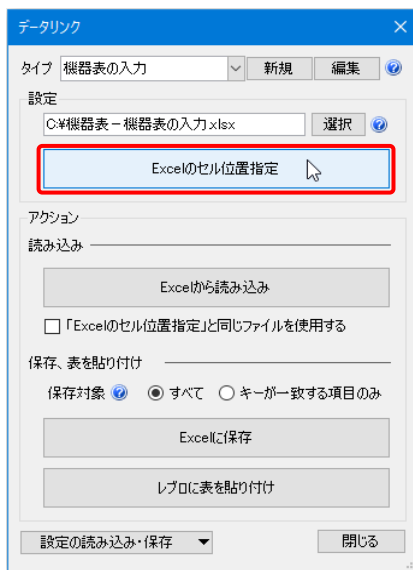 データリンク
タイプ 機器表の入力 新規 編集
設定
C:¥機器表－機器表の入力.xlsx 選択
Excelのセル位置指定
アクション
読み込み
Excelから読み込み
「Excelのセル位置指定」と同じファイルを使用する
保存、表を貼り付け
保存対象 すべて キーが一致する項目のみ
Excelに保存
レブロに表を貼り付け
設定の読み込み・保存 閉じる